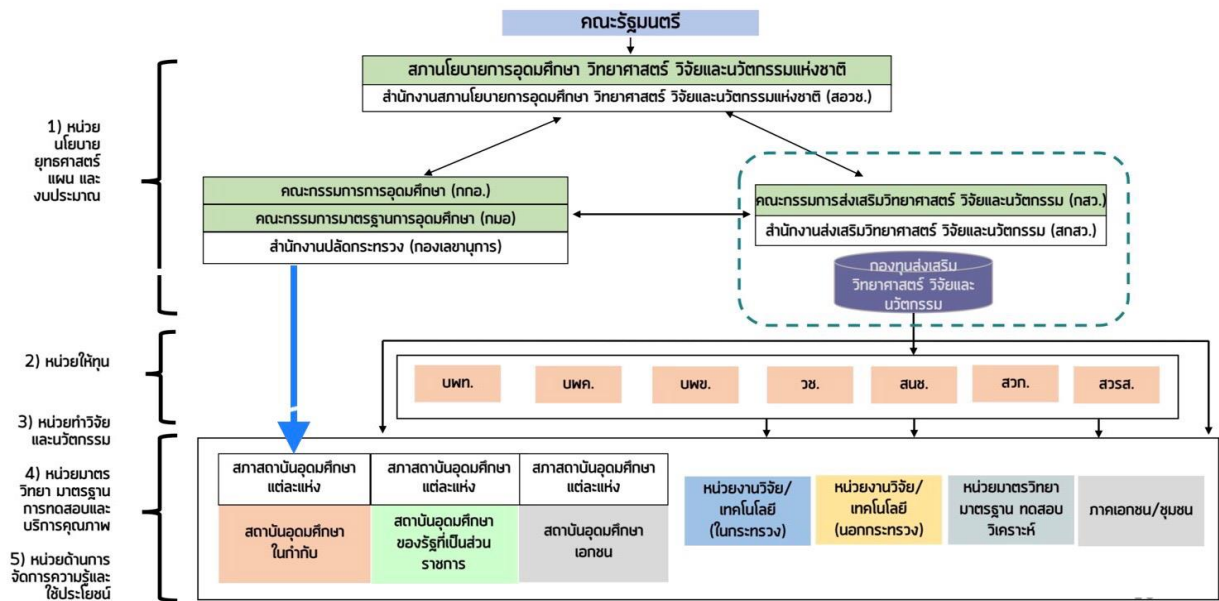 คณะรัฐมนตรี
สภานโยบายการอุดมศึกษา วิทยาศาสตร์ วิจัยและนวัตกรรมแห่งชาติ
สำนักงานสภานโยบายการอุดมศึกษา วิทยาศาสตร์ วิจัยและนวัตกรรมแห่งชาติ (สอวช.)
1) หน่วย
นโยบาย
ยุทธศาสตร์
แผน และ
งบประมาณ
คณะกรรมการการอุดมศึกษา (กกอ.)
คณะกรรมการมาตรฐานการอุดมศึกษา (กมอ)
สำนักงานปลัดกระทรวง (กองเลขานุการ)
คณะกรรมการส่งเสริมวิทยาศาสตร์ วิจัยและนวัตกรรม (กสว.)
สำนักงานส่งเสริมวิทยาศาสตร์ วิจัยและนวัตกรรม (สกสว.)
กองทุนส่งเสริม
วิทยาศาสตร์ วิจัยและ
นวัตกรรม
2) หน่วยให้ทุน
บพท.
บพค.
บพข.
วช.
สนช.
สวก.
สวรส.
3) หน่วยทำวิจัย
และนวัตกรรม
4) หน่วยมาตร
วิทยา มาตรฐาน
การทดสอบและ
บริการคุณภาพ
5) หน่วยด้านการ
จัดการความรู้และ
ใช้ประโยชน์
สภาสถาบันอุดมศึกษา
แต่ละแห่ง
สภาสถาบันอุดมศึกษา
แต่ละแห่ง
สภาสถาบันอุดมศึกษา
แต่ละแห่ง
สถาบันอุดมศึกษา
ในกำกับ
สถาบันอุดมศึกษา
ของรัฐที่เป็นส่วน
ราชการ
สถาบันอุดมศึกษา
เอกชน
หน่วยงานวิจัย/
เทคโนโลยี
(ในกระทรวง)
หน่วยงานวิจัย/
เทคโนโลยี
(นอกกระทรวง)
หน่วยมาตรวิทยา
มาตรฐาน ทดสอบ
วิเคราะห์
ภาคเอกชน/ชุมชน